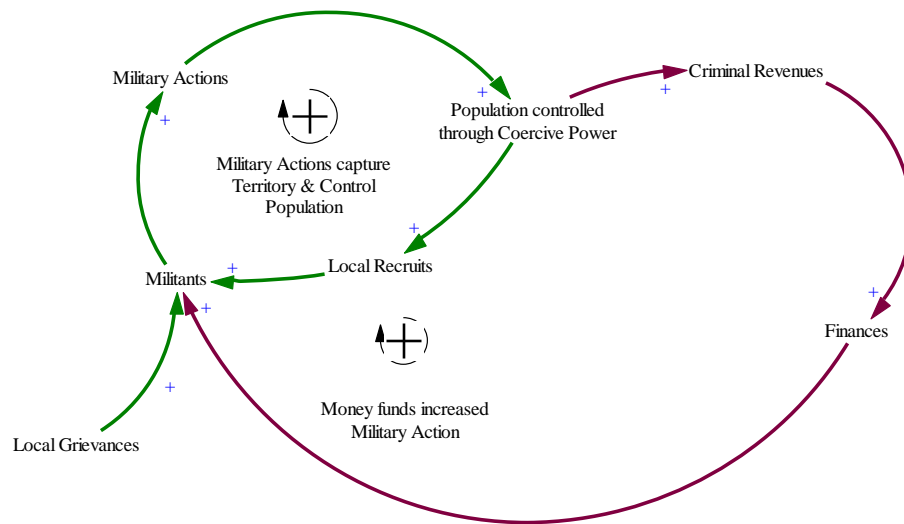 Military Actions
Criminal Revenues
+
+
+
Population controlled
through Coercive Power
Military Actions capture
Territory & Control
Population
+
+
Local Recruits
Militants
+
+
Finances
+
Money funds increased
Military Action
Local Grievances